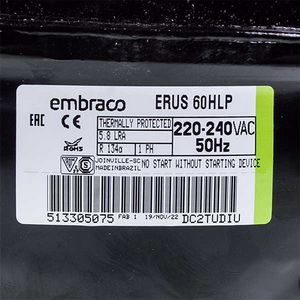 embraco ERUS 60HLP
EAC CE THERMALLY PROTECTED 220-240VAC
5.8 LRA 50Hz
ROHS R 134a 1 PH
JOINVILLE-SC NO START WITHOUT STARTING DEVICE
MADE IN BRAZIL
513305075 FAB 1 19/NOV/22 DC2TUDIU